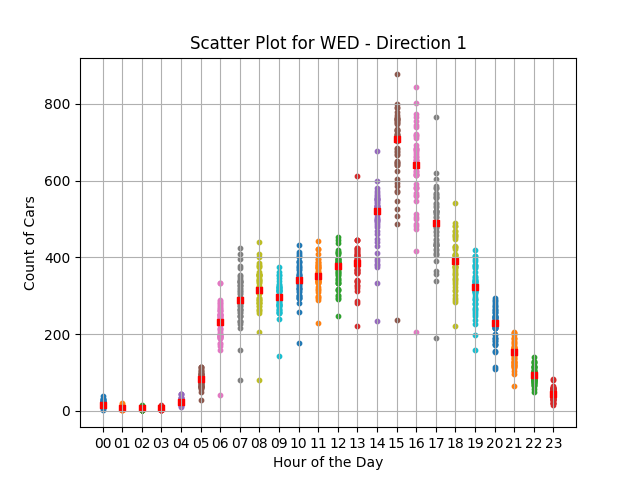 Scatter Plot for WED - Direction 1
Count of Cars
800
600
400
200
0
00 01 02 03 04 05 06 07 08 09 10 11 12 13 14 15 16 17 18 19 20 21 22 23
Hour of the Day